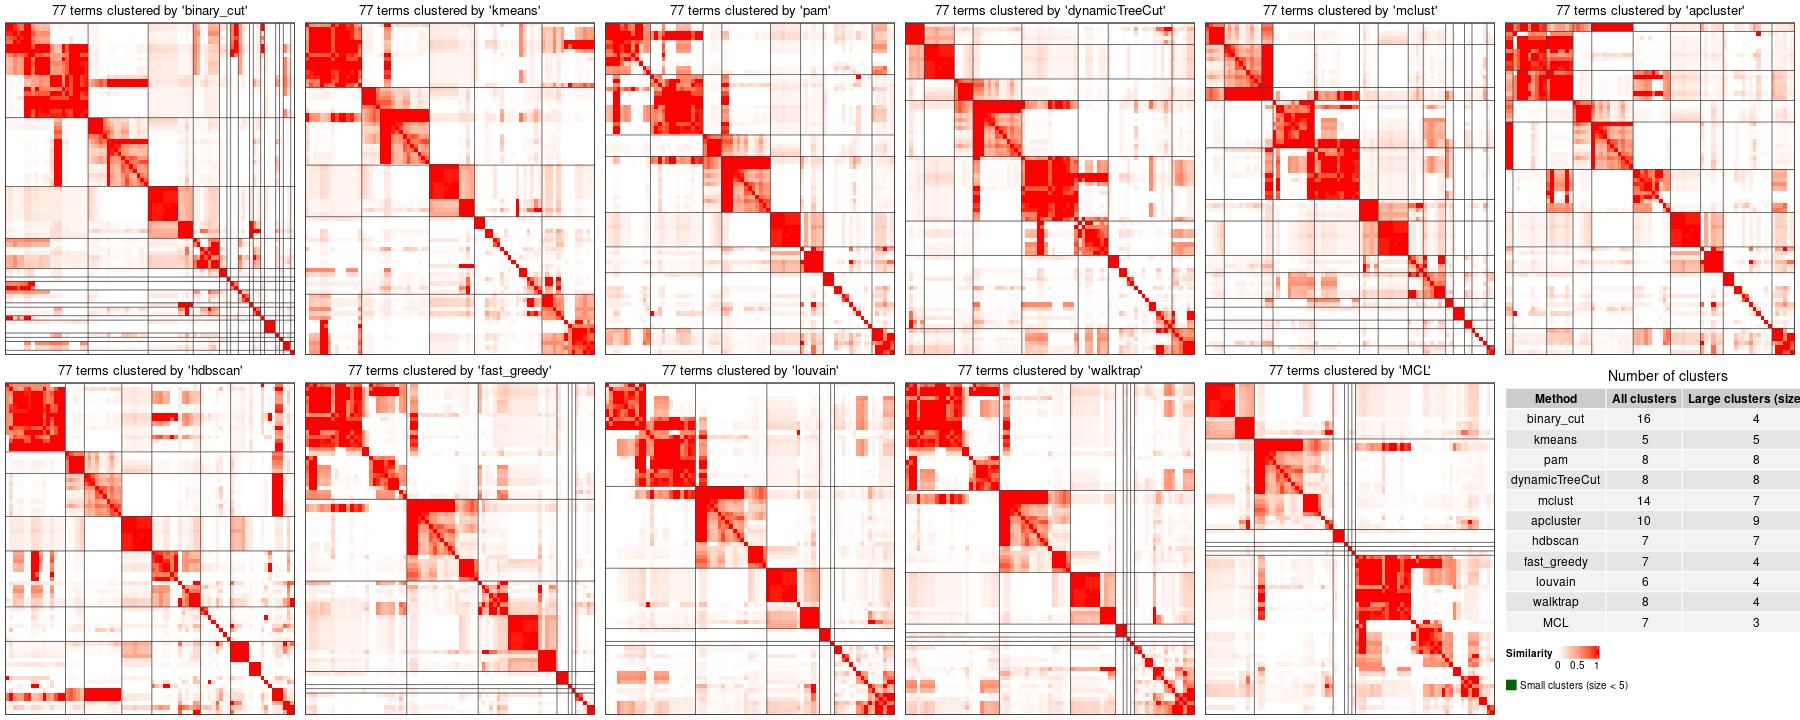 77 terms clustered by 'binary_cut'
77 terms clustered by 'kmeans'
77 terms clustered by 'pam'
77 terms clustered by 'dynamicTreeCut'
77 terms clustered by 'mclust'
77 terms clustered by 'apcluster'
77 terms clustered by 'hdbscan'
77 terms clustered by 'fast_greedy'
77 terms clustered by 'louvain'
77 terms clustered by 'walktrap'
77 terms clustered by 'MCL'
Number of clusters
Method All clusters Large clusters (size
binary_cut 16 4
kmeans 5 5
pam 8 8
dynamicTreeCut 8 8
mclust 14 7
apcluster 10 9
hdbscan 7 7
fast_greedy 7 4
louvain 6 4
walktrap 8 4
MCL 7 3
Similarity
0 0.5 1
Small clusters (size < 5)